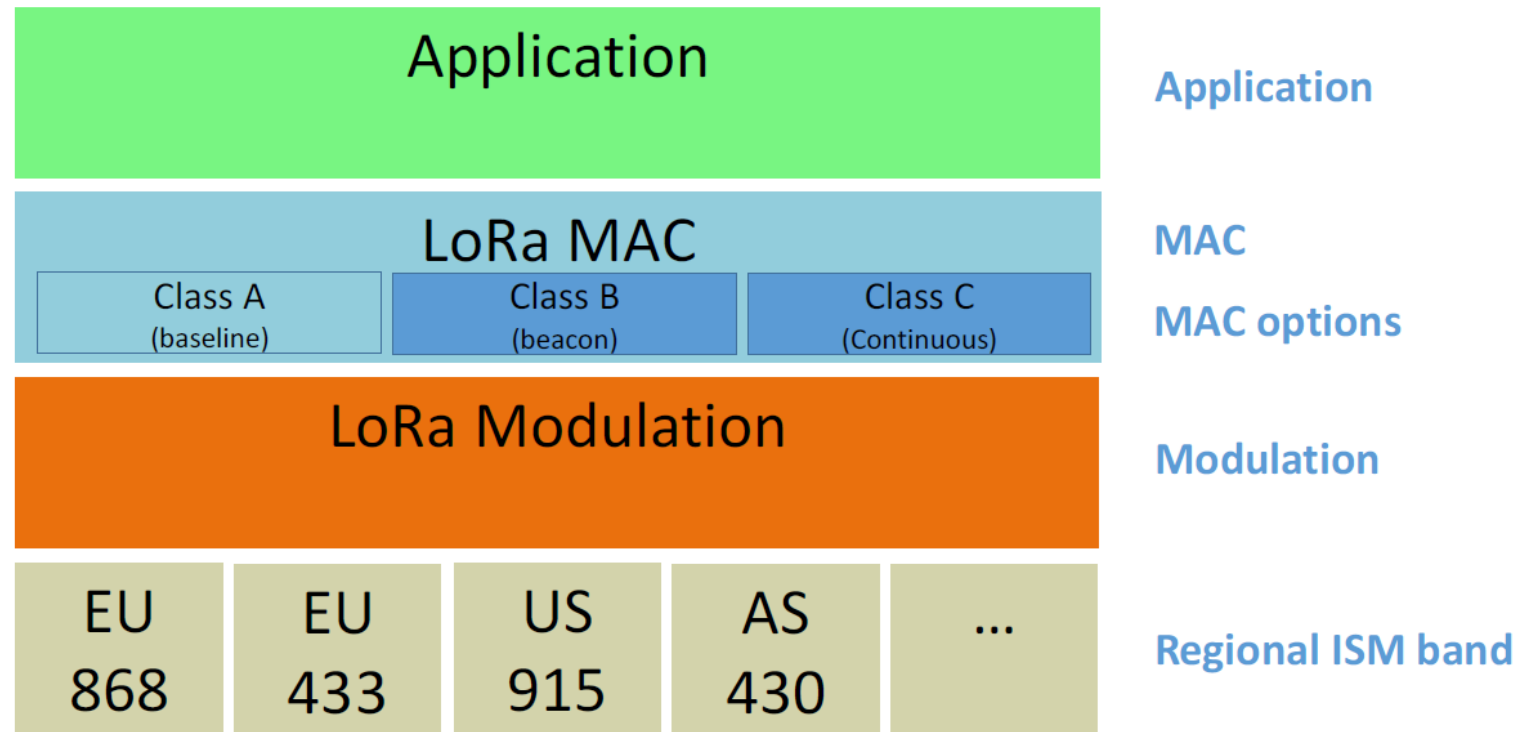 Application
Application
LoRa MAC
MAC
Class A
(baseline)
Class B
(beacon)
Class C
(Continuous)
MAC options
LoRa Modulation
Modulation
EU
868
EU
433
US
915
AS
430
...
Regional ISM band